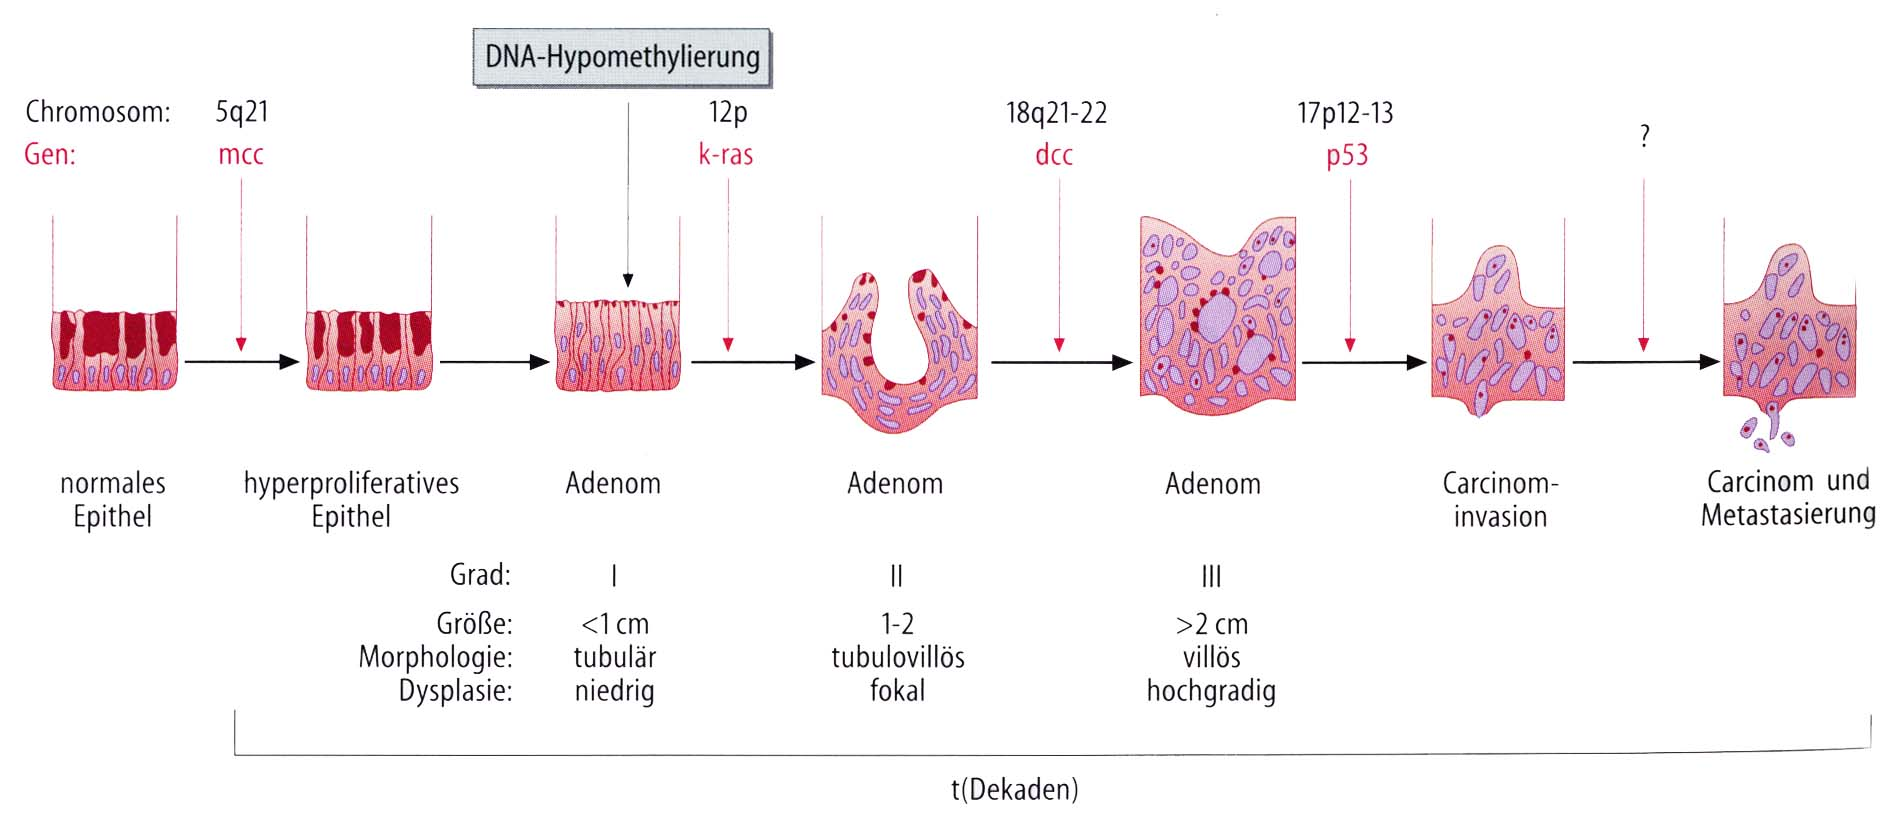 DNA-Hypomethylierung
Chromosom: 5q21 12p 18q21-22 17p12-13
Gen: mcc k-ras dcc p53 ?
normales hyperproliferatives Adenom Adenom Adenom Carcinom- Carcinom und
Epithel Epithel invasion Metastasierung
Grad: I II III
Größe: <1 cm 1-2 >2 cm
Morphologie: tubulär tubulovillös villös
Dysplasie: niedrig fokal hochgradig
t(Dekaden)